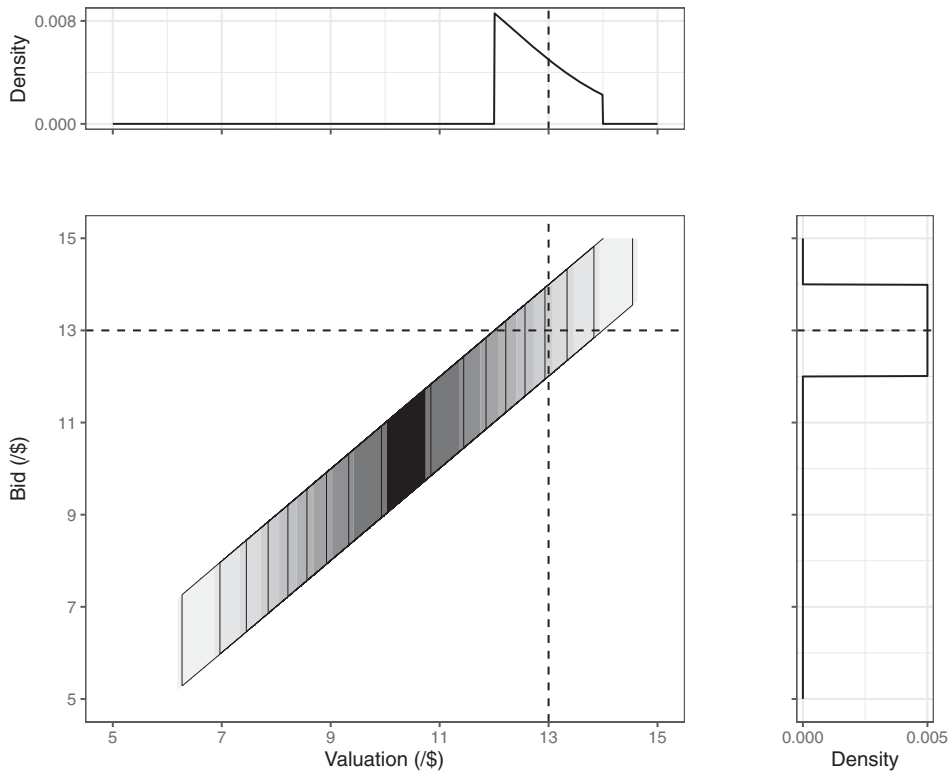 0.008
Density
0.000
15
13
11
9
7
5
Bid (/$)
5 7 9 11 13 15
Valuation (/$)
0.000 0.005
Density